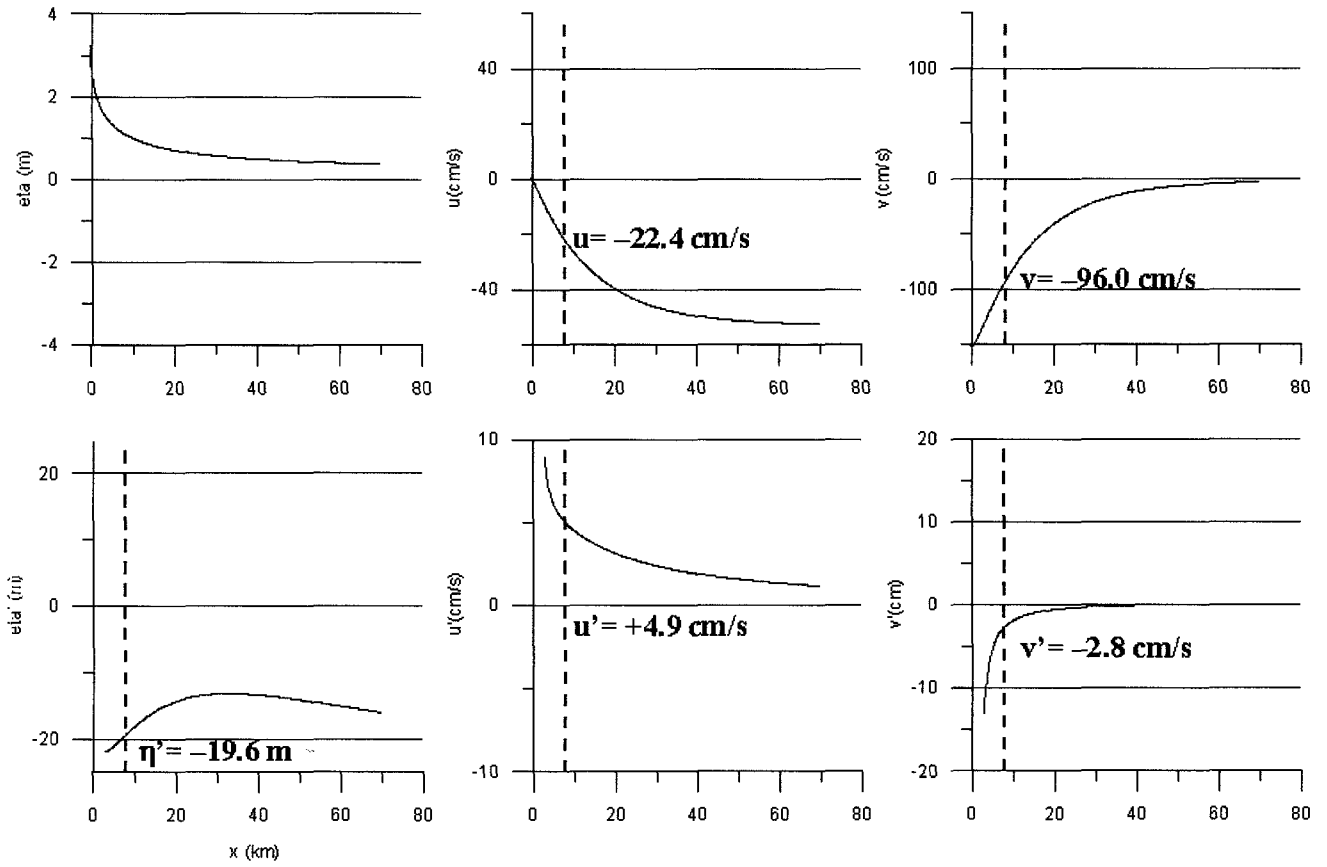 4
2
0
-2
-4
eta (m)
0 20 40 60 80
40
0
-40
u(cm/s)
u= –22.4 cm/s
0 20 40 60 80
100
0
-100
v(cm/s)
v= –96.0 cm/s
0 20 40 60 80
20
0
-20
eta' (m)
η’= –19.6 m
0 20 40 60 80
x (km)
10
0
-10
u'(cm/s)
u’= +4.9 cm/s
0 20 40 60 80
20
10
0
-10
-20
v'(cm)
v’= –2.8 cm/s
0 20 40 60 80